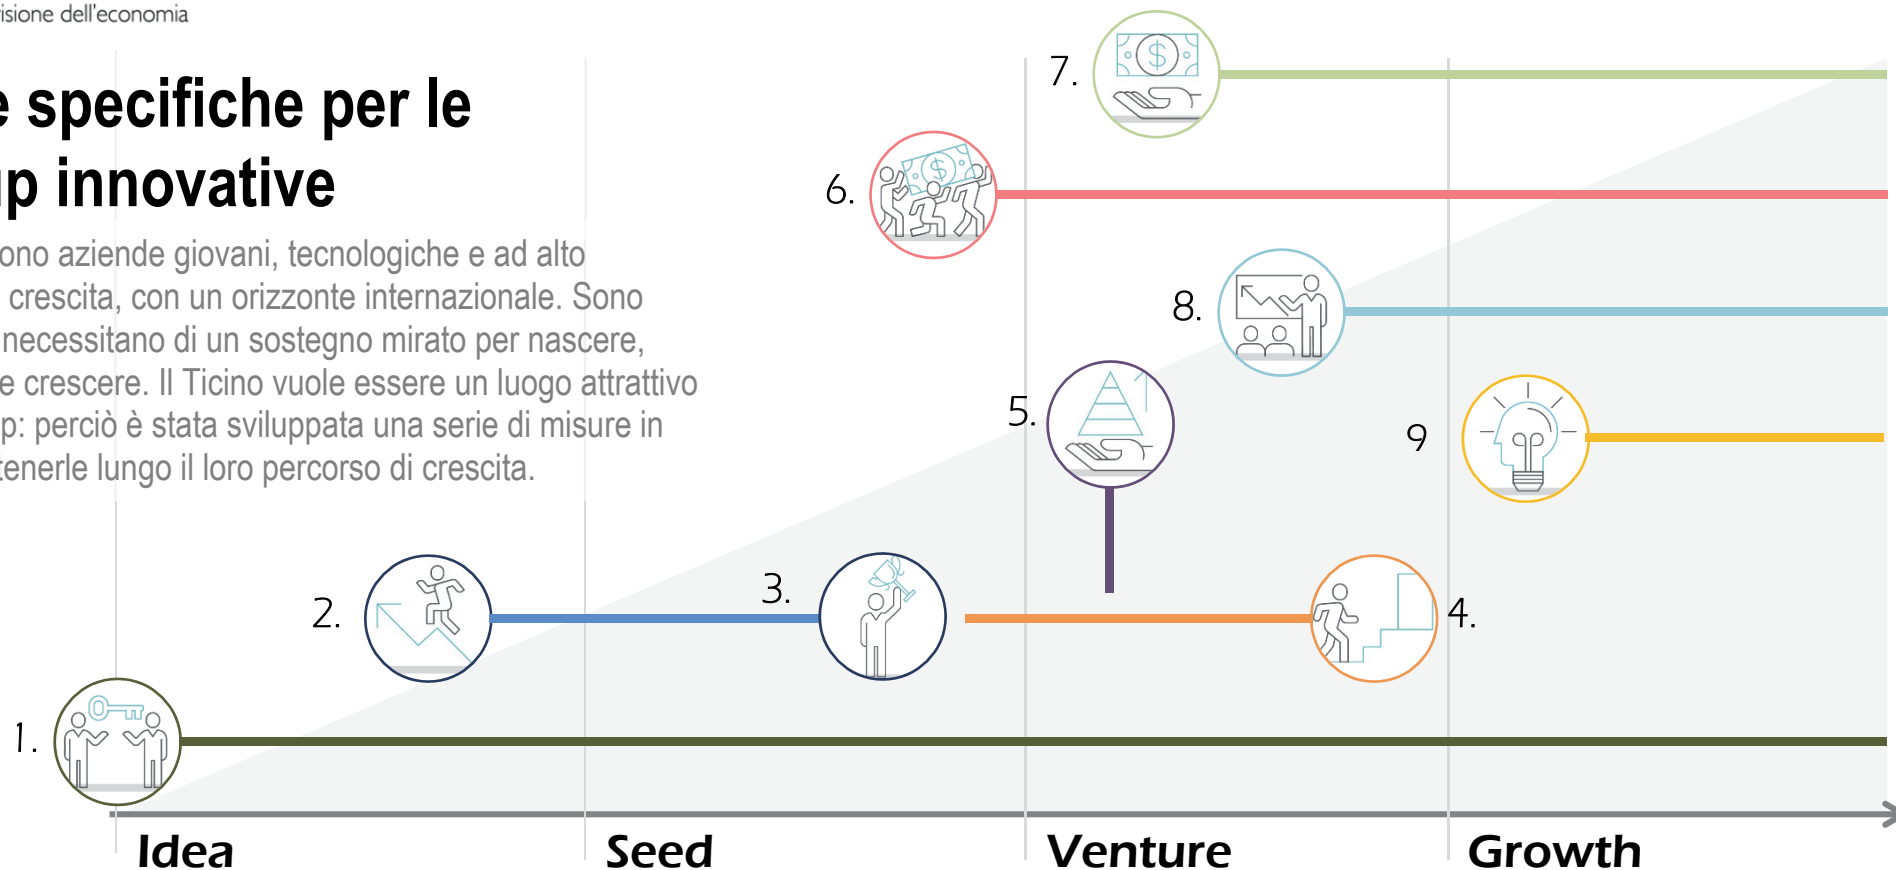 dell'economia
specifiche per le
innovative
aziende giovani, tecnologiche e ad alto
crescita, con un orizzonte internazionale. Sono
necessitano di un sostegno mirato per nascere,
e crescere. Il Ticino vuole essere un luogo attrattivo
perciò è stata sviluppata una serie di misure in
lungo il loro percorso di crescita.
7.
6.
8.
5.
9
2.
3.
4.
1.
Idea
Seed
Venture
Growth